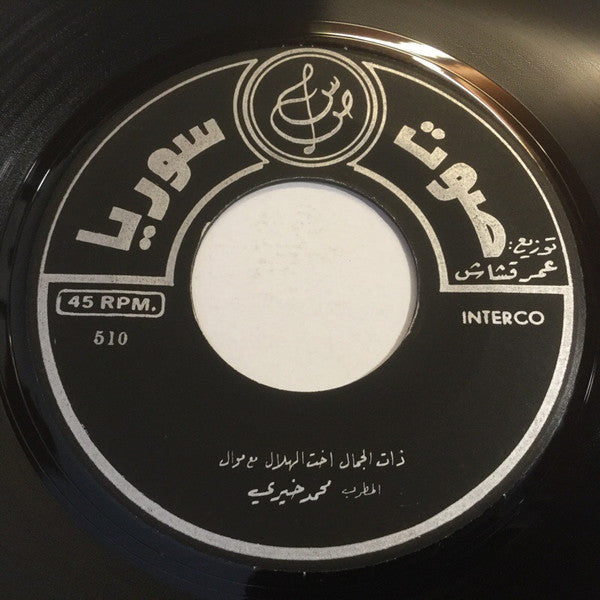 صوت سوريا
توزيع:
عمر قشاش
45 RPM.
510
INTERCO
ذات الجمال اخت الهلال مع موال
المطرب محمد خيري